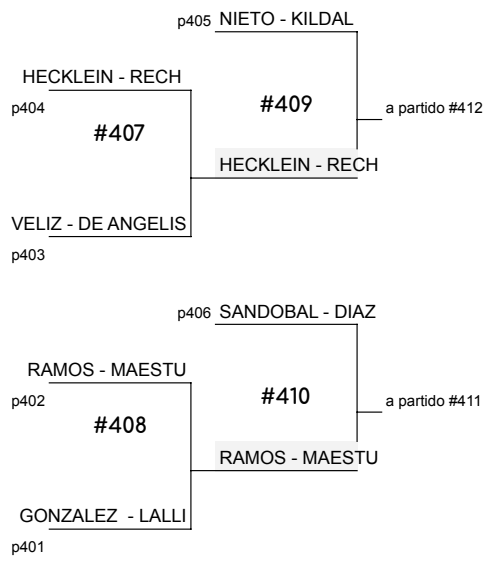 p405 NIETO - KILDAL
HECKLEIN - RECH
p404
#409
a partido #412
#407
HECKLEIN - RECH
VELIZ - DE ANGELIS
p403
p406 SANDOBAL - DIAZ
RAMOS - MAESTU
p402
#410
a partido #411
#408
RAMOS - MAESTU
GONZALEZ - LALLI
p401